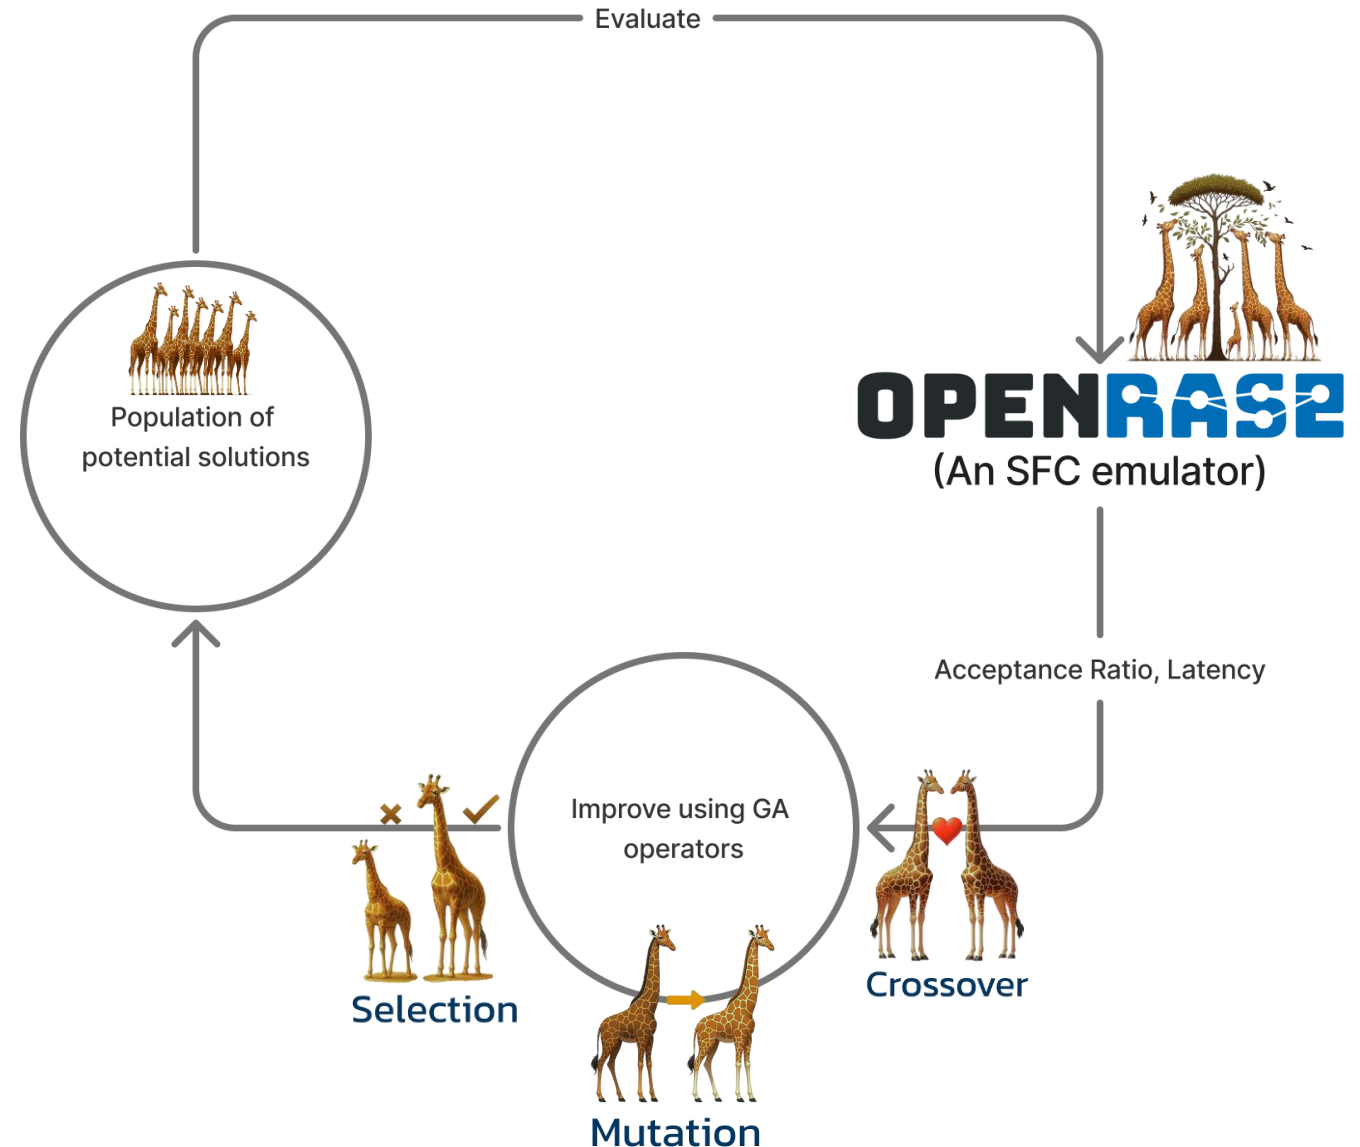 Evaluate
Population of
potential solutions
OPENRASE
(An SFC emulator)
Acceptance Ratio, Latency
Improve using GA
operators
Crossover
Selection
Mutation